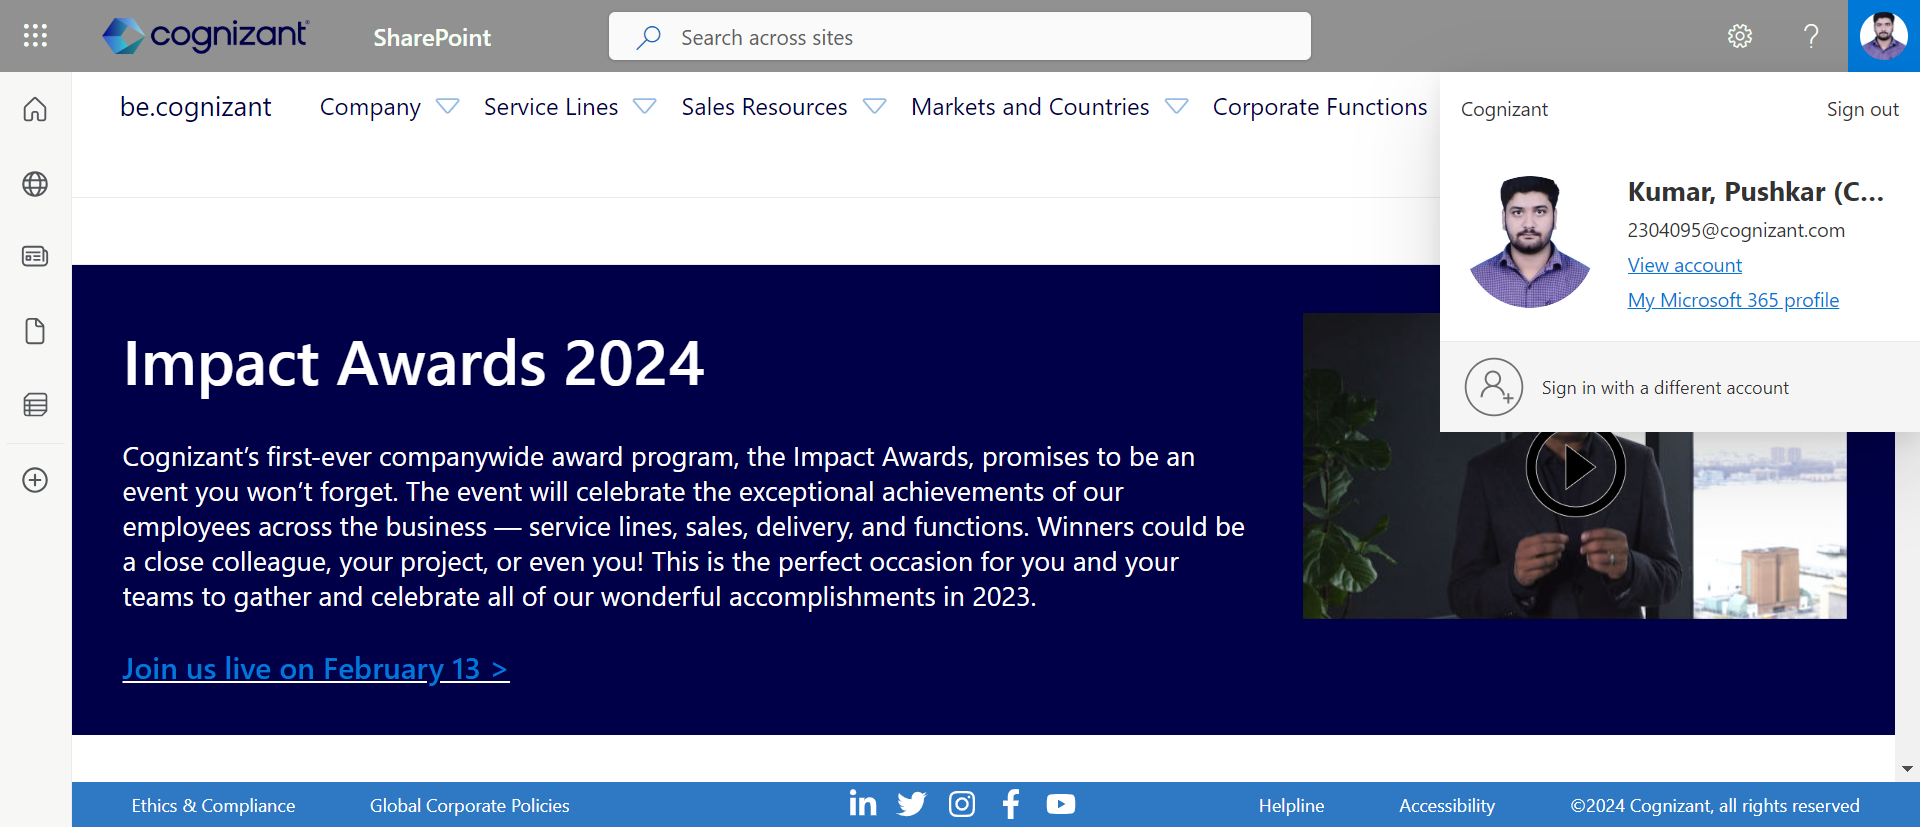 cognizant
SharePoint
Search across sites
?
be.cognizant
Company
Service Lines
Sales Resources
Markets and Countries
Corporate Functions
Cognizant
Sign out
Kumar, Pushkar (C...
2304095@cognizant.com
View account
My Microsoft 365 profile
Sign in with a different account
Impact Awards 2024
Cognizant’s first-ever companywide award program, the Impact Awards, promises to be an
event you won’t forget. The event will celebrate the exceptional achievements of our
employees across the business — service lines, sales, delivery, and functions. Winners could be
a close colleague, your project, or even you! This is the perfect occasion for you and your
teams to gather and celebrate all of our wonderful accomplishments in 2023.
Join us live on February 13 >
Ethics & Compliance
Global Corporate Policies
Helpline
Accessibility
©2024 Cognizant, all rights reserved